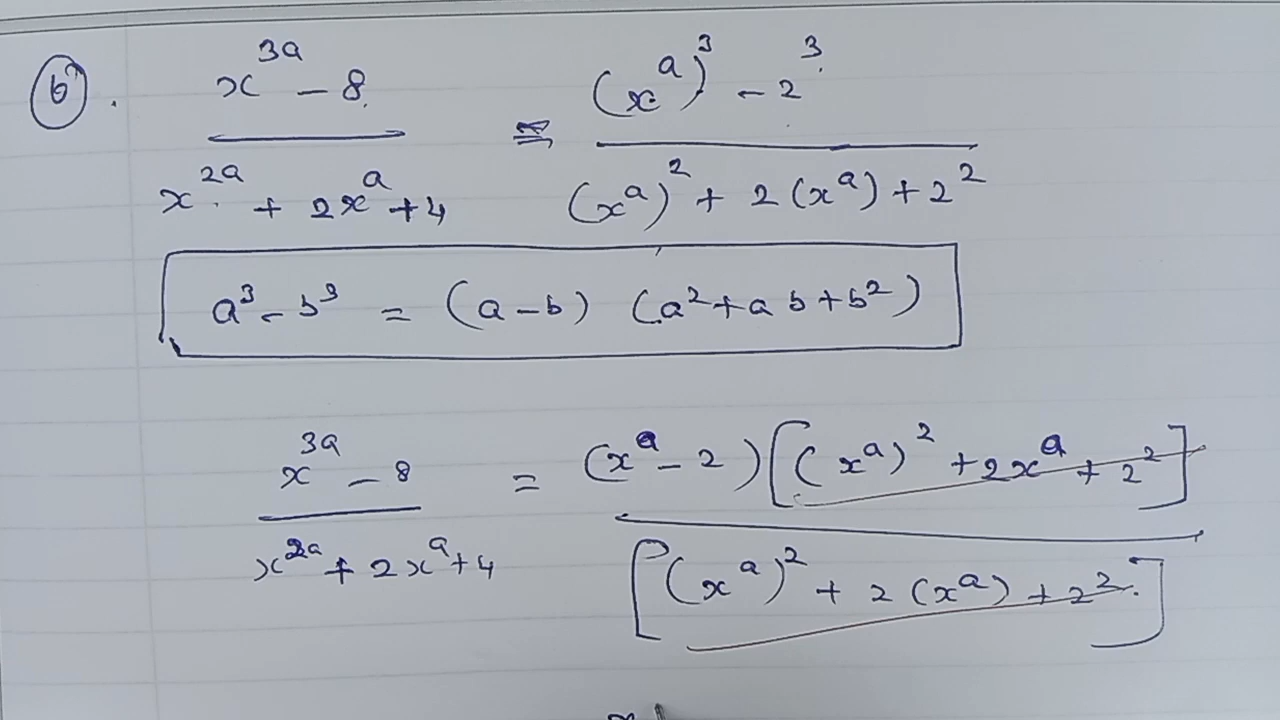 6). x^{3a} - 8 / x^{2a} + 2x^a + 4 = (x^a)^3 - 2^3 / (x^a)^2 + 2(x^a) + 2^2
a^3 - b^3 = (a - b) (a^2 + ab + b^2)
x^{3a} - 8 / x^{2a} + 2x^a + 4 = (x^a - 2)[(x^a)^2 + 2x^a + 2^2] / [(x^a)^2 + 2(x^a) + 2^2.]